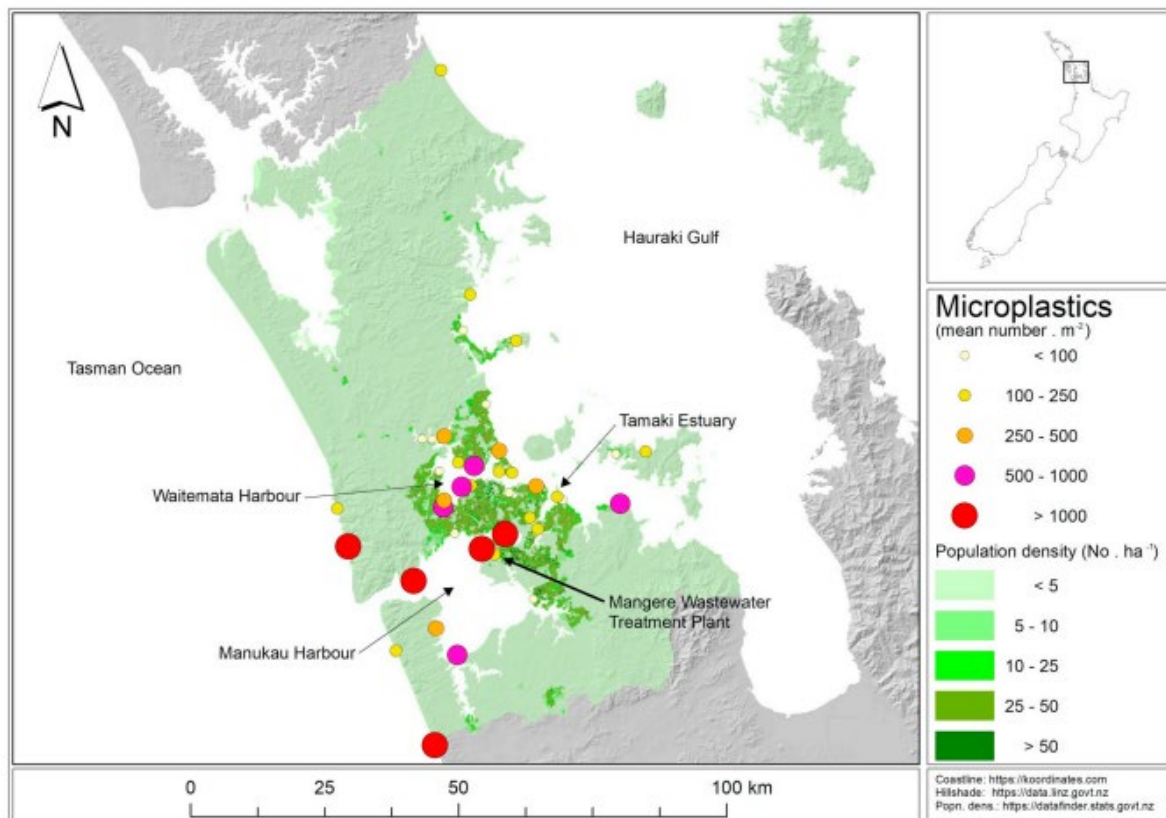 N
Hauraki Gulf
Tasman Ocean
Tamaki Estuary
Waitemata Harbour
Mangere Wastewater
Treatment Plant
Manukau Harbour
0 25 50 100 km
Microplastics
(mean number . m⁻²)
< 100
100 - 250
250 - 500
500 - 1000
> 1000
Population density (No . ha⁻¹)
< 5
5 - 10
10 - 25
25 - 50
> 50
Coastline: https://koordinates.com
Hillshade: https://data.linz.govt.nz
Popn. dens.: https://datafinder.stats.govt.nz